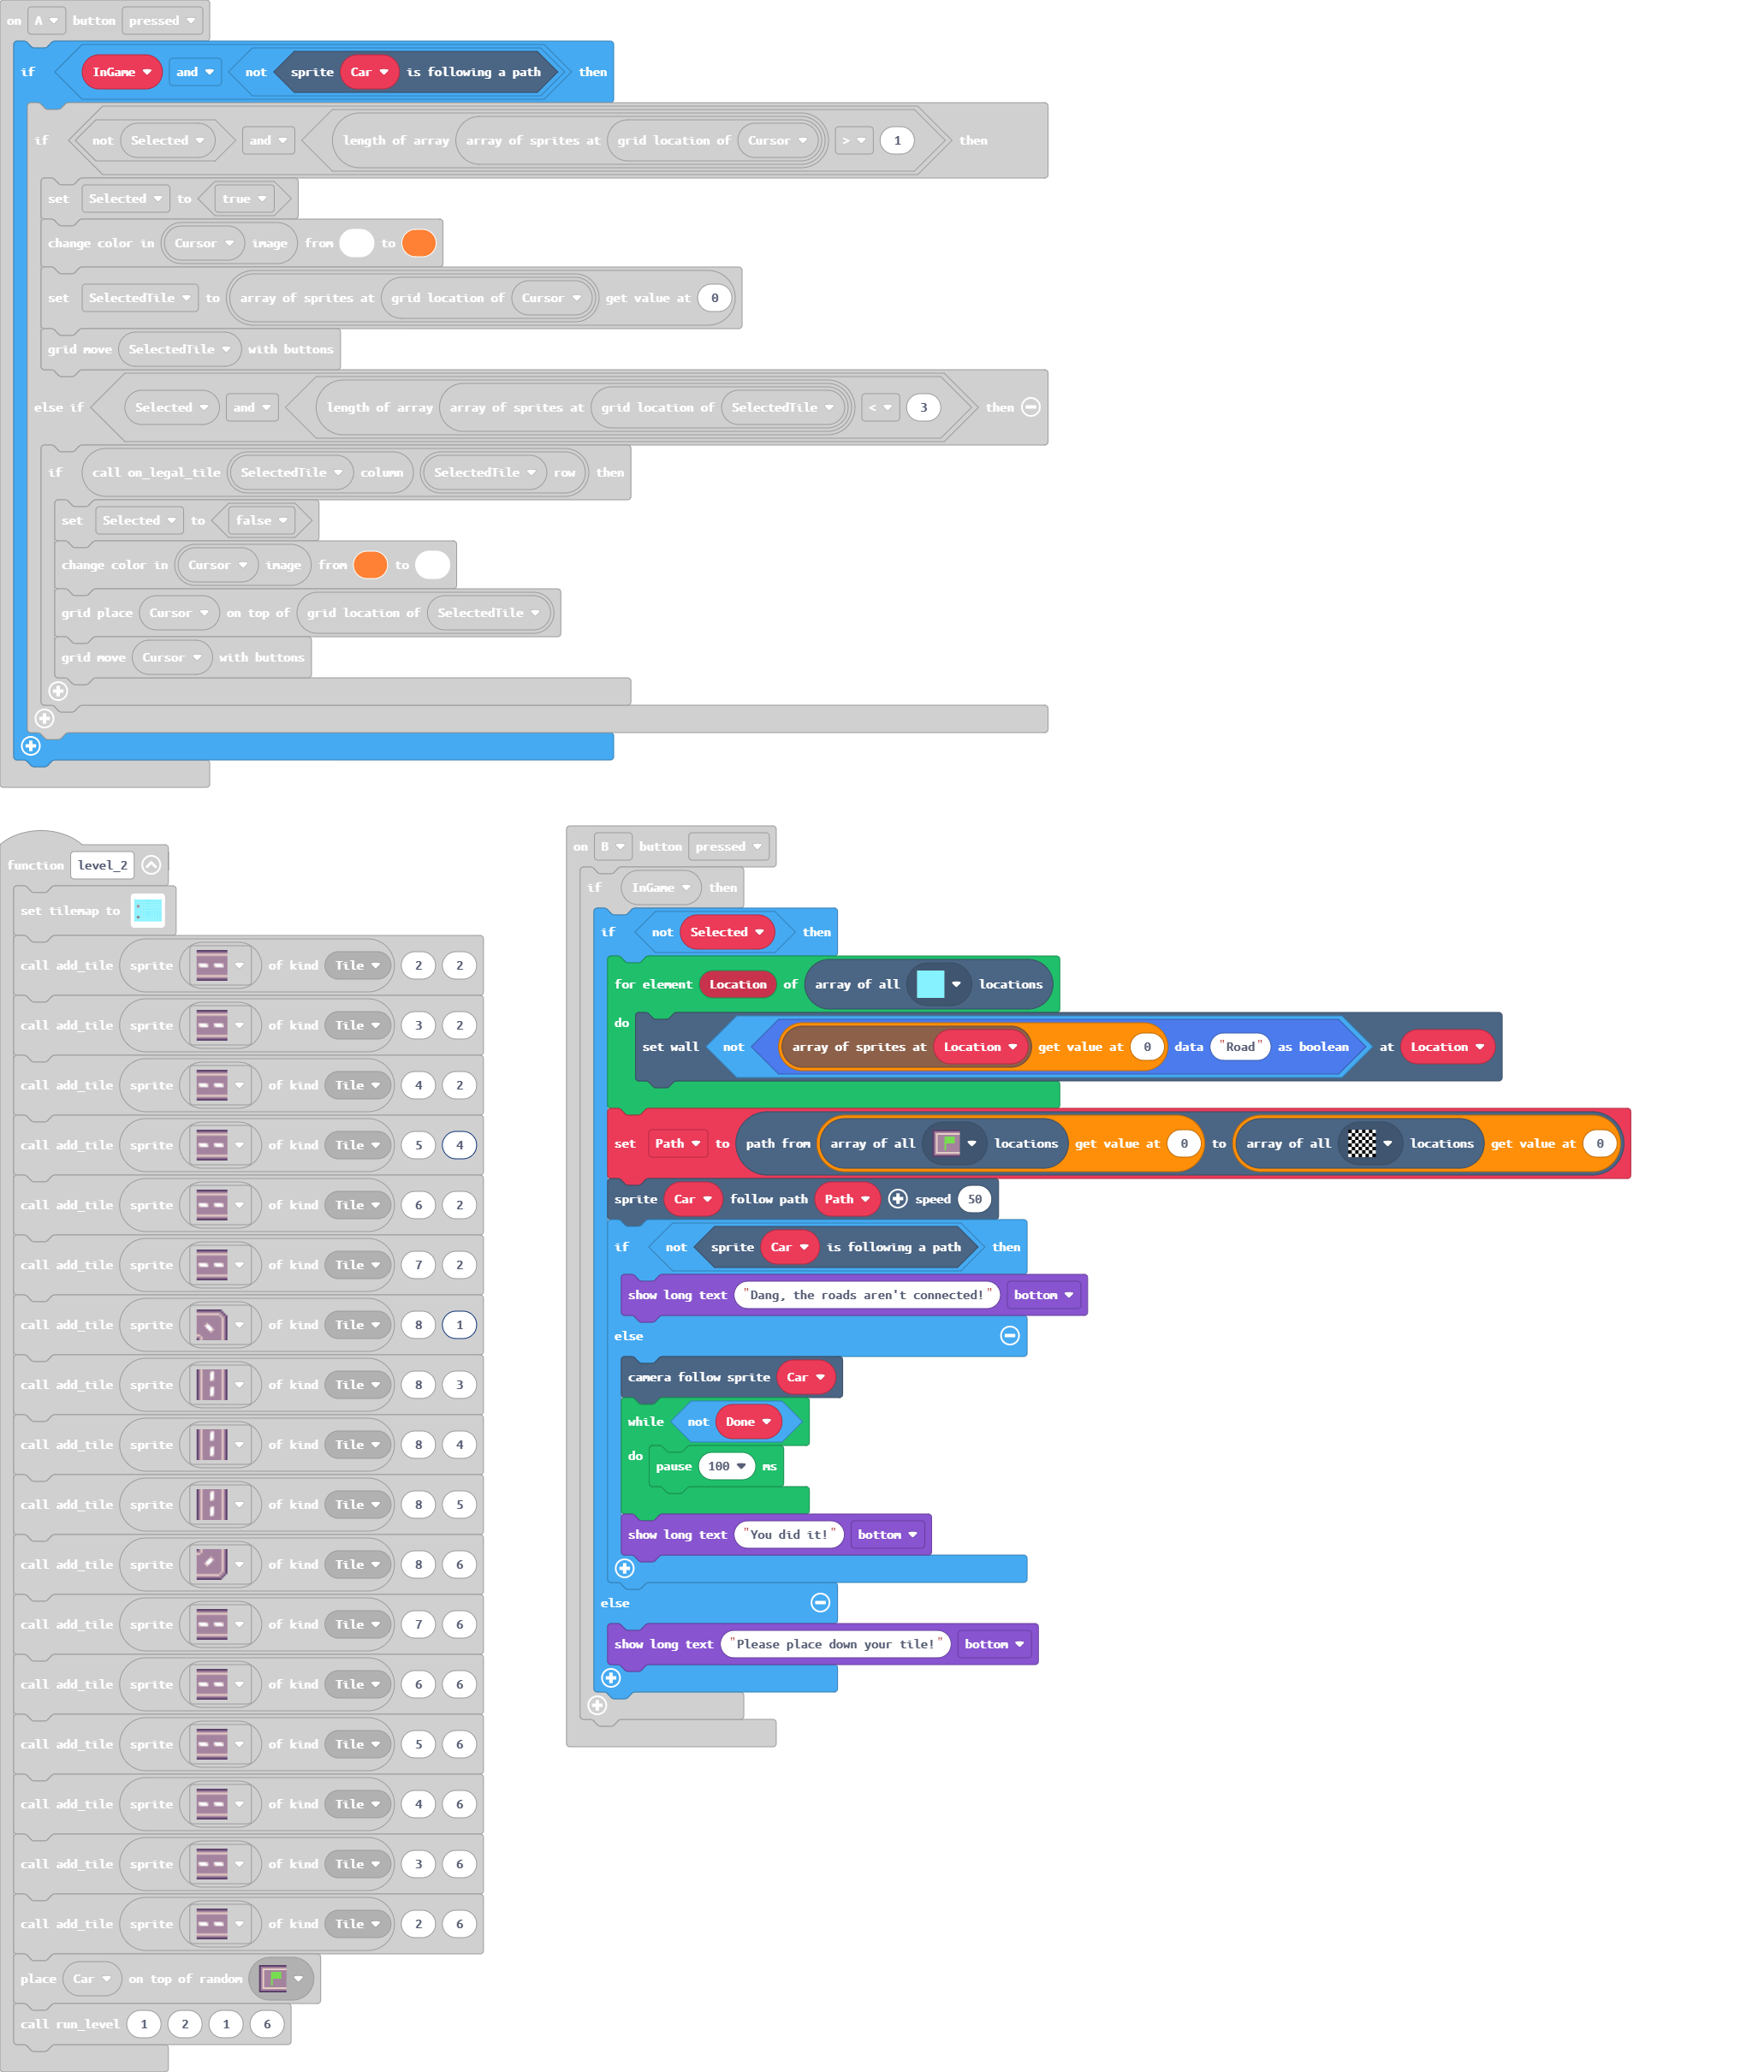 on A button pressed
if InGame and not sprite Car is following a path then
if not Selected and length of array array of sprites at grid location of Cursor > 1 then
set Selected to true
change color in Cursor image from to
set SelectedTile to array of sprites at grid location of Cursor get value at 0
grid move SelectedTile with buttons
else if Selected and length of array array of sprites at grid location of SelectedTile < 3 then
if call on_legal_tile SelectedTile column SelectedTile row then
set Selected to false
change color in Cursor image from to
grid place Cursor on top of grid location of SelectedTile
grid move Cursor with buttons
function level_2
set tilemap to
call add_tile sprite of kind Tile 2 2
call add_tile sprite of kind Tile 3 2
call add_tile sprite of kind Tile 4 2
call add_tile sprite of kind Tile 5 4
call add_tile sprite of kind Tile 6 2
call add_tile sprite of kind Tile 7 2
call add_tile sprite of kind Tile 8 1
call add_tile sprite of kind Tile 8 3
call add_tile sprite of kind Tile 8 4
call add_tile sprite of kind Tile 8 5
call add_tile sprite of kind Tile 8 6
call add_tile sprite of kind Tile 7 6
call add_tile sprite of kind Tile 6 6
call add_tile sprite of kind Tile 5 6
call add_tile sprite of kind Tile 4 6
call add_tile sprite of kind Tile 3 6
call add_tile sprite of kind Tile 2 6
place Car on top of random
call run_level 1 2 1 6
on B button pressed
if InGame then
if not Selected then
for element Location of array of all locations
do set wall not array of sprites at Location get value at 0 data "Road" as boolean at Location
set Path to path from array of all locations get value at 0 to array of all locations get value at 0
sprite Car follow path Path speed 50
if not sprite Car is following a path then
show long text "Dang, the roads aren't connected!" bottom
else
camera follow sprite Car
while not Done
do pause 100 ms
show long text "You did it!" bottom
else
show long text "Please place down your tile!" bottom